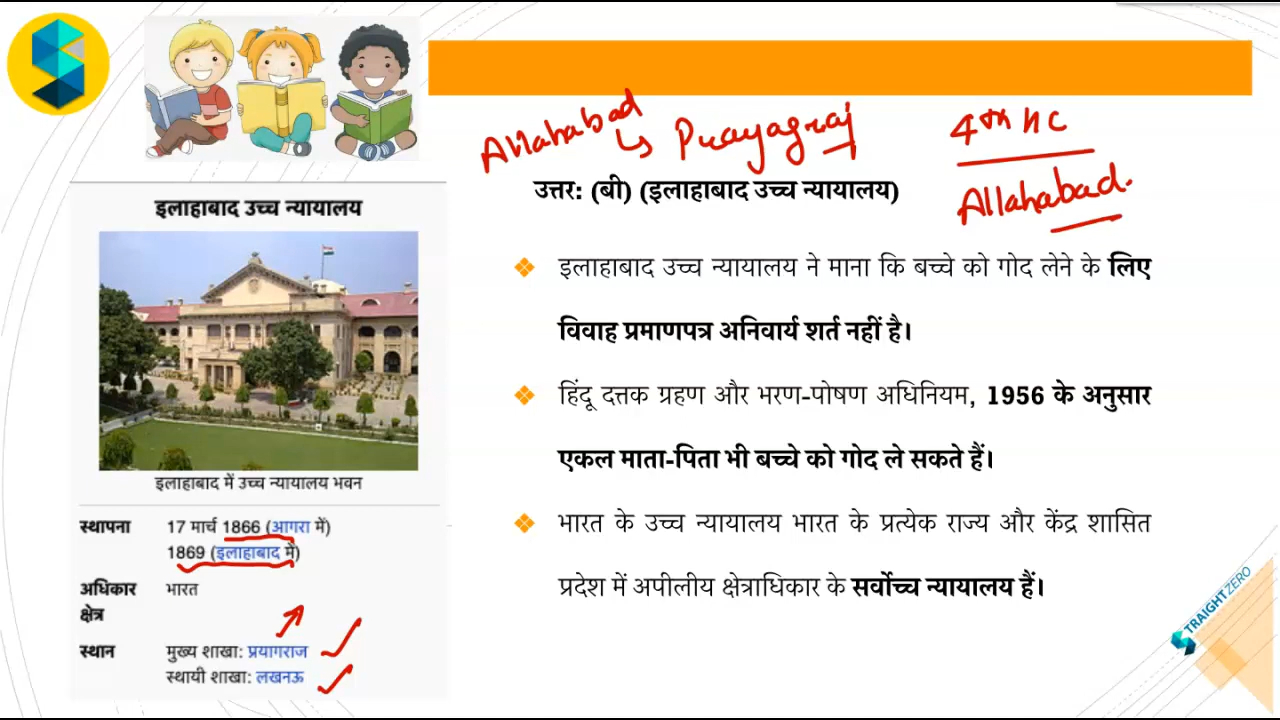 Allahabad
↳ Prayagraj
4th HC
Allahabad.
उत्तर: (बी) (इलाहाबाद उच्च न्यायालय)
इलाहाबाद उच्च न्यायालय ने माना कि बच्चे को गोद लेने के लिए
विवाह प्रमाणपत्र अनिवार्य शर्त नहीं है।
हिंदू दत्तक ग्रहण और भरण-पोषण अधिनियम, 1956 के अनुसार
एकल माता-पिता भी बच्चे को गोद ले सकते हैं।
भारत के उच्च न्यायालय भारत के प्रत्येक राज्य और केंद्र शासित
प्रदेश में अपीलीय क्षेत्राधिकार के सर्वोच्च न्यायालय हैं।
इलाहाबाद उच्च न्यायालय
इलाहाबाद में उच्च न्यायालय भवन
स्थापना 17 मार्च 1866 (आगरा में)
1869 (इलाहाबाद में)
अधिकार भारत
क्षेत्र
स्थान मुख्य शाखा: प्रयागराज
स्थायी शाखा: लखनऊ
STRAIGHT ZERO